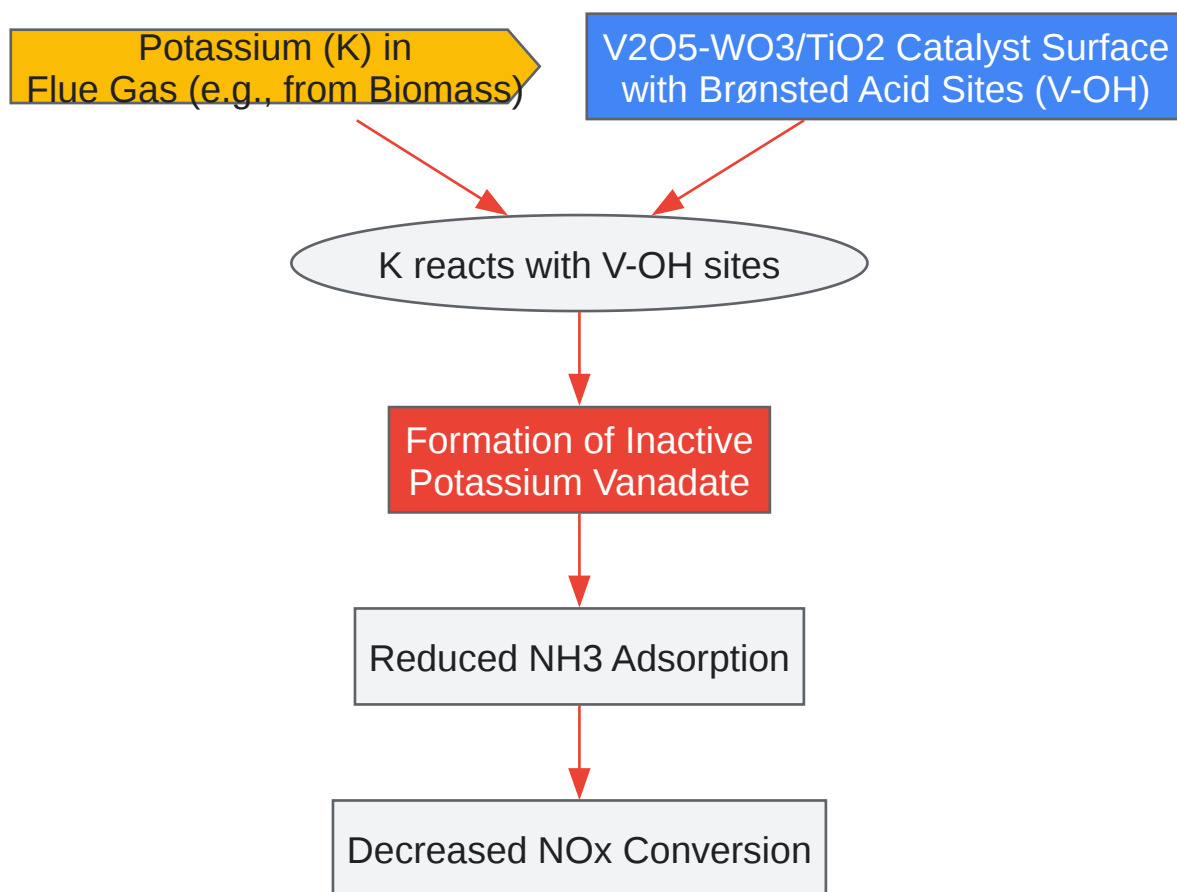 Potassium (K) in
Flue Gas (e.g., from Biomass)
V2O5-WO3/TiO2 Catalyst Surface
with Brønsted Acid Sites (V-OH)
K reacts with V-OH sites
Formation of Inactive
Potassium Vanadate
Reduced NH3 Adsorption
Decreased NOx Conversion